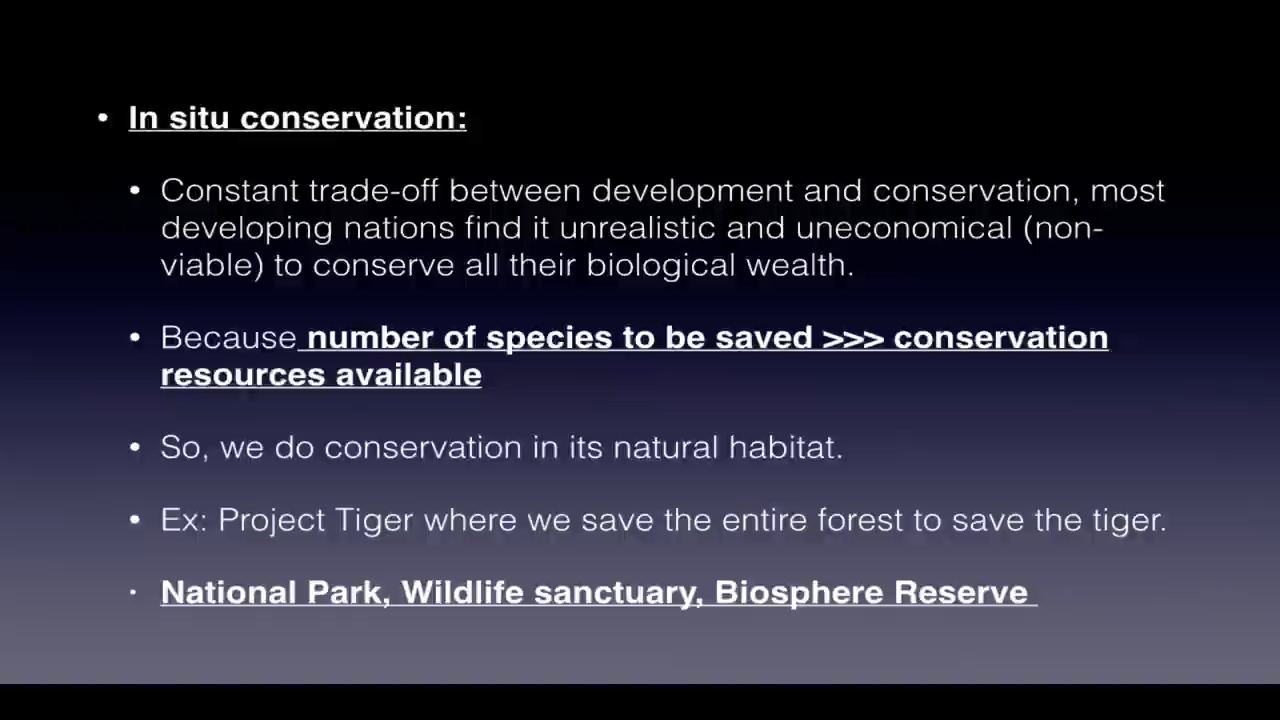 • In situ conservation:
• Constant trade-off between development and conservation, most
developing nations find it unrealistic and uneconomical (non-
viable) to conserve all their biological wealth.
• Because number of species to be saved >>> conservation
resources available
• So, we do conservation in its natural habitat.
• Ex: Project Tiger where we save the entire forest to save the tiger.
• National Park, Wildlife sanctuary, Biosphere Reserve